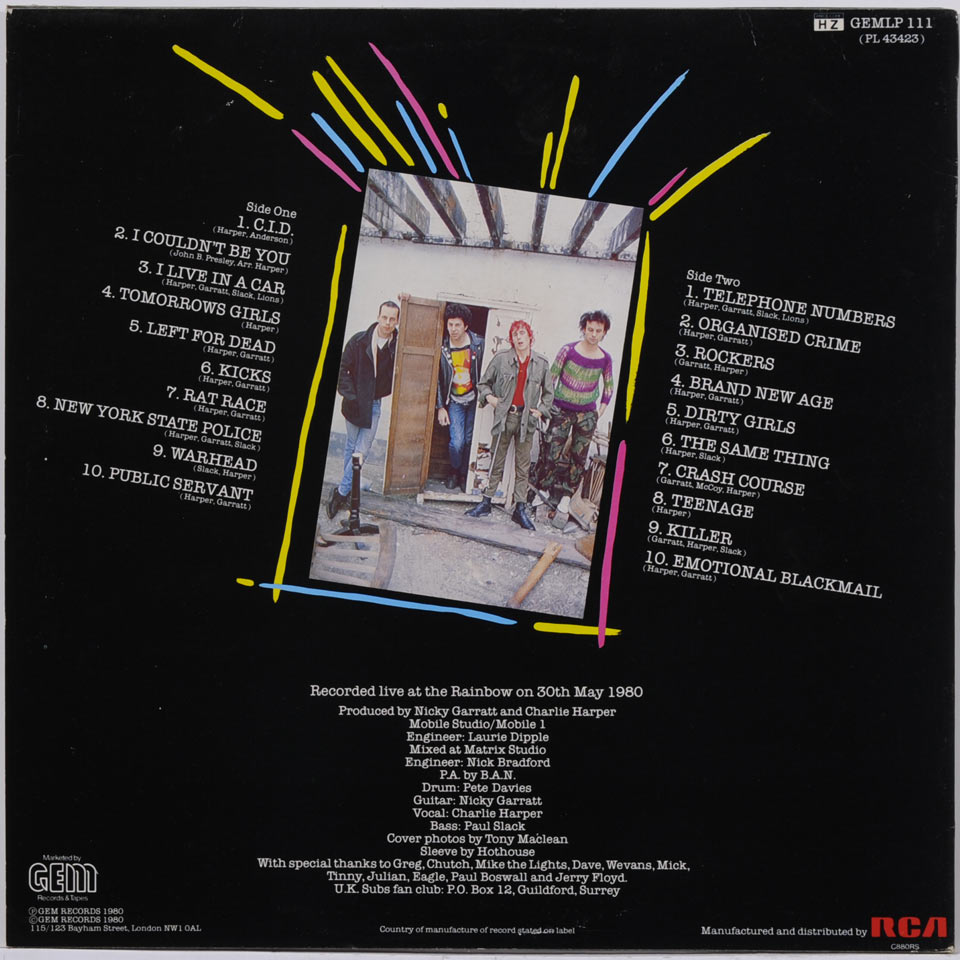 HZ GEMLP 111
(PL 43423)
Side One
1. C.I.D.
(Harper, Anderson)
2. I COULDN'T BE YOU
(John B. Presley, Arr. Harper)
3. I LIVE IN A CAR
(Harper, Garratt, Slack, Lions)
4. TOMORROWS GIRLS
(Harper)
5. LEFT FOR DEAD
(Harper, Garratt)
6. KICKS
(Harper, Garratt)
7. RAT RACE
(Harper, Garratt)
8. NEW YORK STATE POLICE
(Harper, Garratt, Slack)
9. WARHEAD
(Slack, Harper)
10. PUBLIC SERVANT
(Harper, Garratt)
Side Two
1. TELEPHONE NUMBERS
(Harper, Garratt, Slack, Lions)
2. ORGANISED CRIME
(Harper, Garratt)
3. ROCKERS
(Garratt, Harper)
4. BRAND NEW AGE
(Harper, Garratt)
5. DIRTY GIRLS
(Harper, Garratt)
6. THE SAME THING
(Harper, Slack)
7. CRASH COURSE
(Garratt, McCoy, Harper)
8. TEENAGE
(Harper)
9. KILLER
(Garratt, Harper, Slack)
10. EMOTIONAL BLACKMAIL
(Harper, Garratt)
Recorded live at the Rainbow on 30th May 1980
Produced by Nicky Garratt and Charlie Harper
Mobile Studio/Mobile 1
Engineer: Laurie Dipple
Mixed at Matrix Studio
Engineer: Nick Bradford
P.A. by B.A.N.
Drum: Pete Davies
Guitar: Nicky Garratt
Vocal: Charlie Harper
Bass: Paul Slack
Cover photos by Tony Maclean
Sleeve by Hothouse
With special thanks to Greg, Chutch, Mike the Lights, Dave, Wevans, Mick,
Tinny, Julian, Eagle, Paul Boswall and Jerry Floyd.
U.K. Subs fan club: P.O. Box 12, Guildford, Surrey
Marketed by
GEM
Records & Tapes
Ⓟ GEM RECORDS 1980
© GEM RECORDS 1980
115/123 Bayham Street, London NW1 0AL
Country of manufacture of record stated on label
Manufactured and distributed by RCA
C880RS